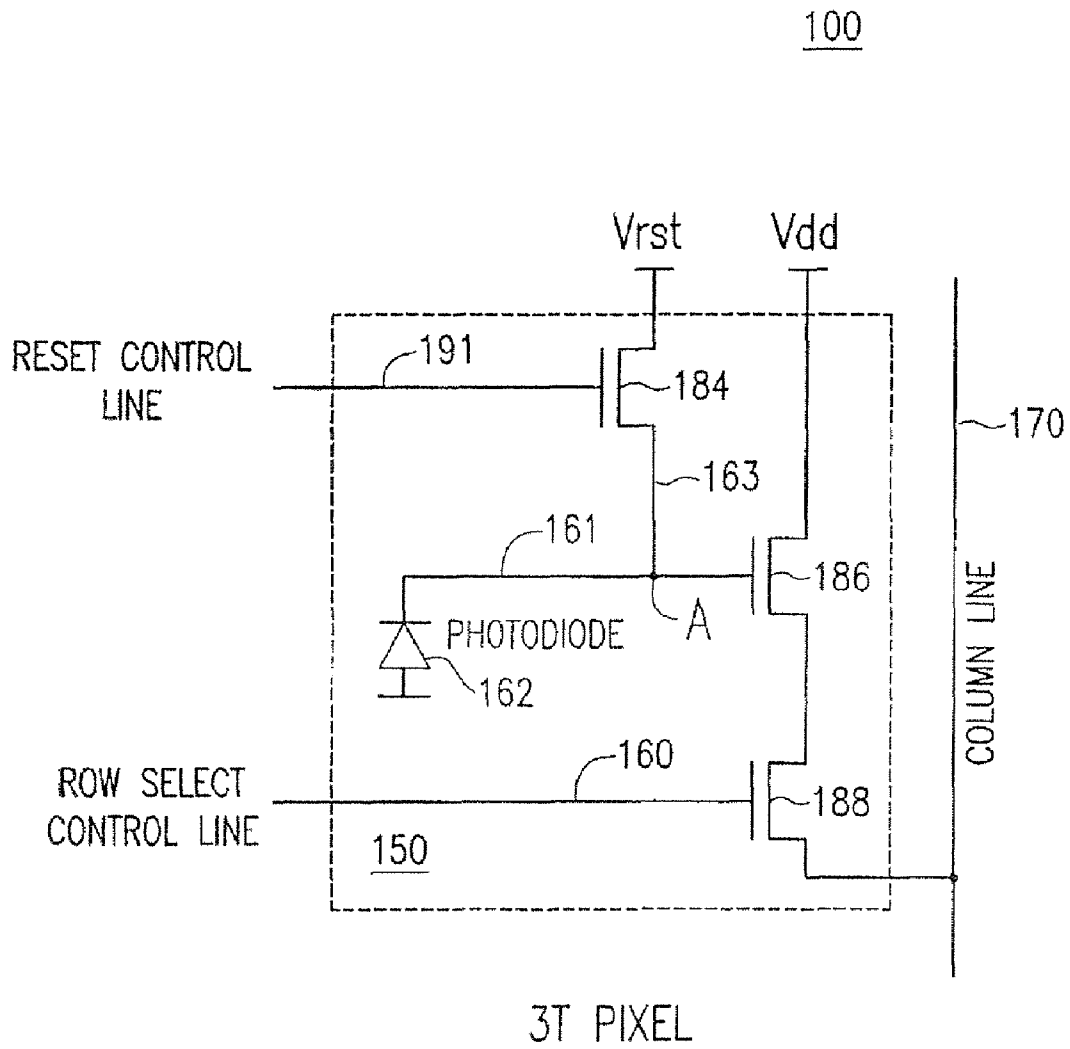 100
Vrst Vdd
RESET CONTROL
LINE
191
184
170
163
161
186
A
PHOTODIODE
162
COLUMN LINE
ROW SELECT
CONTROL LINE
160
188
150
3T PIXEL